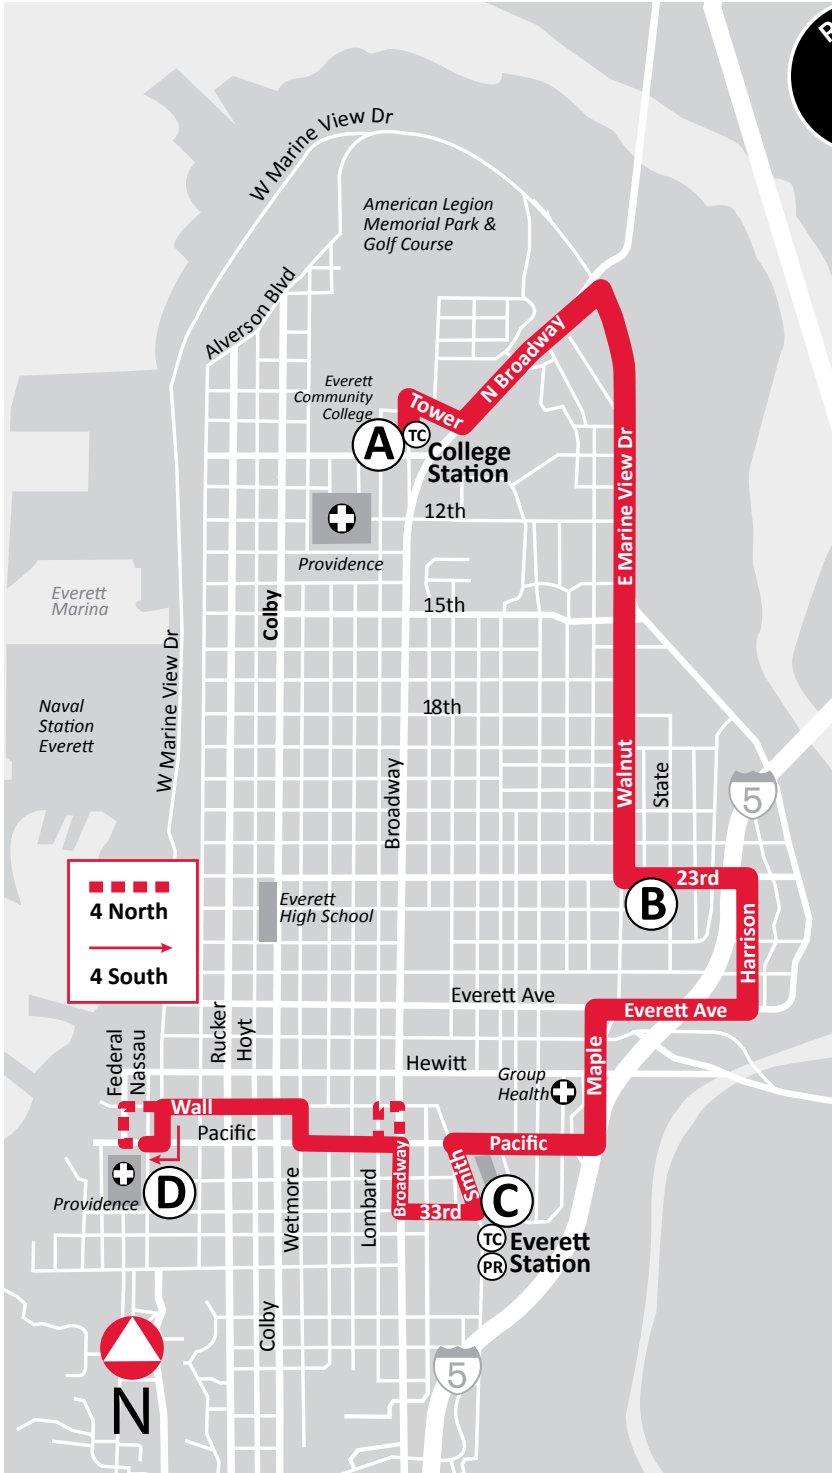 W Marine View Dr
American Legion
Memorial Park &
Golf Course
Alverson Blvd
N Broadway
Everett
Community
College
Tower
A
TC
College
Station
12th
Providence
E Marine View Dr
Everett
Marina
Colby
15th
W Marine View Dr
Naval
Station
Everett
18th
Broadway
Walnut
State
5
23rd
B
4 North
4 South
Everett
High School
Harrison
Everett Ave
Everett Ave
Federal
Nassau
Rucker
Hoyt
Hewitt
Maple
Group
Health
Wall
Pacific
Pacific
Providence
D
Wetmore
Lombard
Broadway
33rd
Smith
C
TC
PR
Everett
Station
Colby
5
N